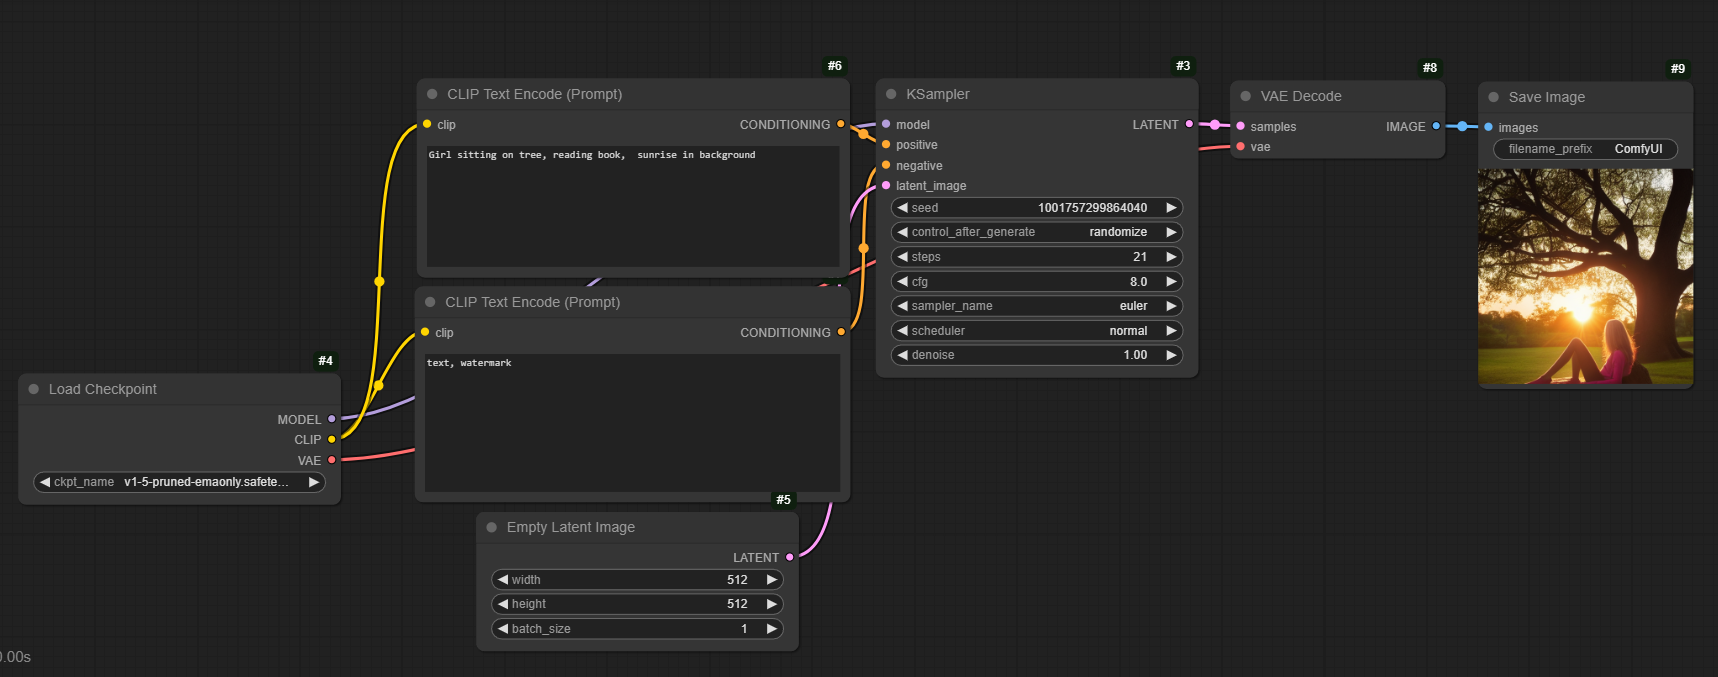 #6
CLIP Text Encode (Prompt)
clip CONDITIONING
Girl sitting on tree, reading book,  sunrise in background
CLIP Text Encode (Prompt)
clip CONDITIONING
text, watermark
#4
Load Checkpoint
MODEL
CLIP
VAE
ckpt_name v1-5-pruned-emaonly.safete...
#5
Empty Latent Image
LATENT
width 512
height 512
batch_size 1
#3
KSampler
model LATENT
positive
negative
latent_image
seed 1001757299864040
control_after_generate randomize
steps 21
cfg 8.0
sampler_name euler
scheduler normal
denoise 1.00
#8
VAE Decode
samples IMAGE
vae
#9
Save Image
images
filename_prefix ComfyUI
.00s